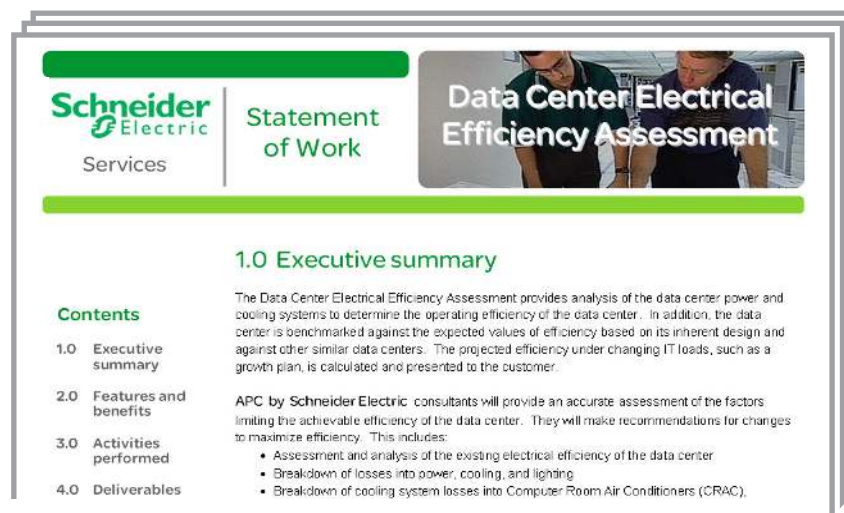 Schneider
Electric
Services
Statement
of Work
Data Center Electrical
Efficiency Assessment
Contents
1.0 Executive
summary
2.0 Features and
benefits
3.0 Activities
performed
4.0 Deliverables
1.0 Executive summary
The Data Center Electrical Efficiency Assessment provides analysis of the data center power and
cooling systems to determine the operating efficiency of the data center. In addition, the data
center is benchmarked against the expected values of efficiency based on its inherent design and
against other similar data centers. The projected efficiency under changing IT loads, such as a
growth plan, is calculated and presented to the customer.
APC by Schneider Electric consultants will provide an accurate assessment of the factors
limiting the achievable efficiency of the data center. They will make recommendations for changes
to maximize efficiency. This includes:
• Assessment and analysis of the existing electrical efficiency of the data center
• Breakdown of losses into power, cooling, and lighting
• Breakdown of cooling system losses into Computer Room Air Conditioners (CRAC),